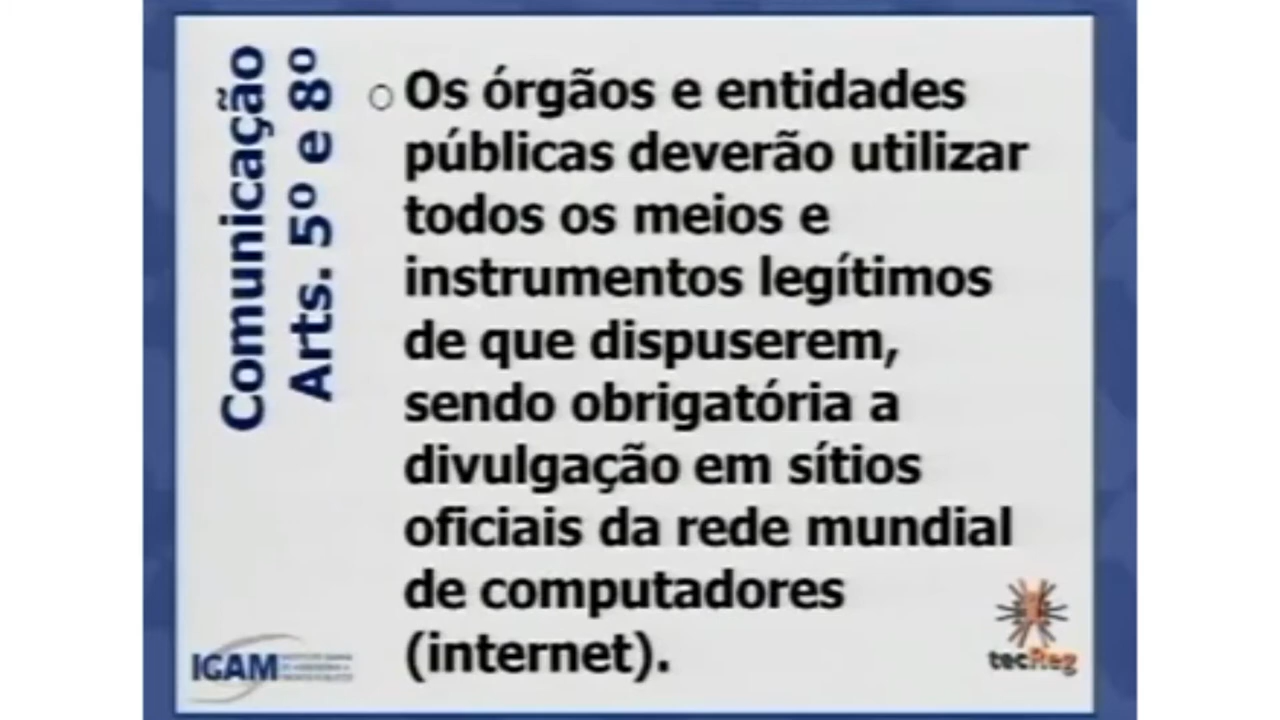 Comunicação
Arts. 5º e 8º
Os órgãos e entidades
públicas deverão utilizar
todos os meios e
instrumentos legítimos
de que dispuserem,
sendo obrigatória a
divulgação em sítios
oficiais da rede mundial
de computadores
(internet).
IGAM
tecReg